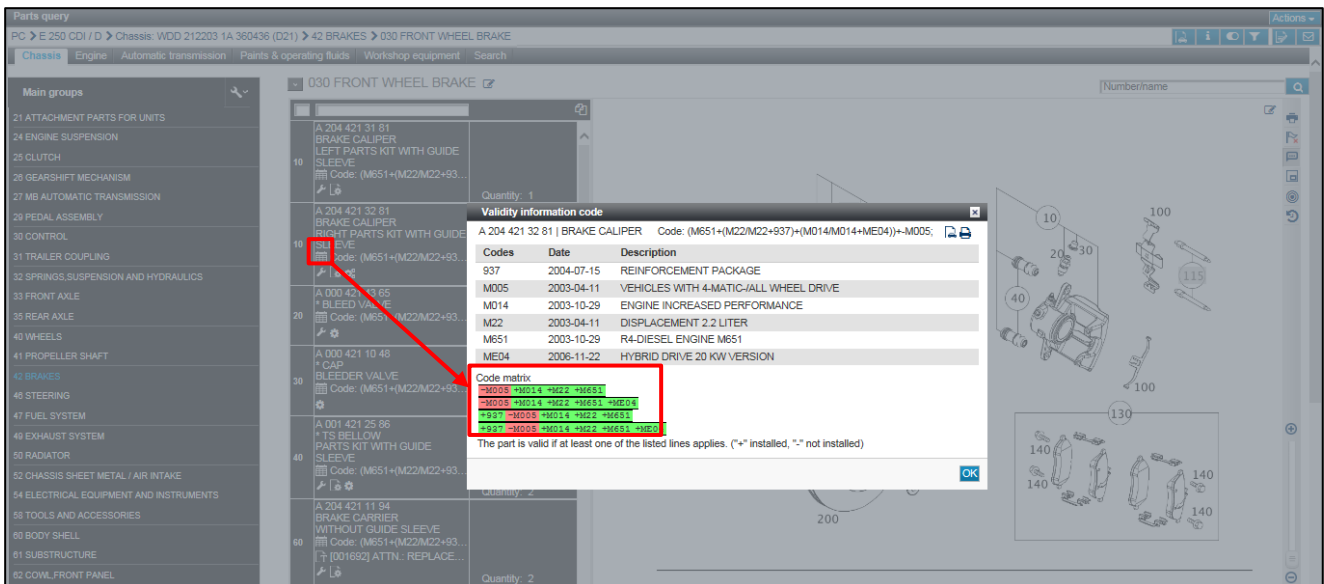 Parts query
Actions
PC > E 250 CDI / D > Chassis: WDD 212203 1A 360436 (D21) > 42 BRAKES > 030 FRONT WHEEL BRAKE
Chassis Engine Automatic transmission Paints & operating fluids Workshop equipment Search
Main groups
21 ATTACHMENT PARTS FOR UNITS
24 ENGINE SUSPENSION
25 CLUTCH
26 GEARSHIFT MECHANISM
27 MB AUTOMATIC TRANSMISSION
29 PEDAL ASSEMBLY
30 CONTROL
31 TRAILER COUPLING
32 SPRINGS,SUSPENSION AND HYDRAULICS
33 FRONT AXLE
35 REAR AXLE
40 WHEELS
41 PROPELLER SHAFT
42 BRAKES
46 STEERING
47 FUEL SYSTEM
49 EXHAUST SYSTEM
50 RADIATOR
52 CHASSIS SHEET METAL / AIR INTAKE
54 ELECTRICAL EQUIPMENT AND INSTRUMENTS
58 TOOLS AND ACCESSORIES
60 BODY SHELL
61 SUBSTRUCTURE
62 COWL,FRONT PANEL
030 FRONT WHEEL BRAKE
Number/name
A 204 421 31 81
BRAKE CALIPER
LEFT PARTS KIT WITH GUIDE
10 SLEEVE
Code: (M651+(M22/M22+93...
Quantity: 1
A 204 421 32 81
BRAKE CALIPER
RIGHT PARTS KIT WITH GUIDE
10 SLEEVE
Code: (M651+(M22/M22+93...
A 000 421 43 65
* BLEED VALVE
20 Code: (M651+(M22/M22+93...
A 000 421 10 48
* CAP
30 BLEEDER VALVE
Code: (M651+(M22/M22+93...
A 001 421 25 86
* TS BELLOW
PARTS KIT WITH GUIDE
40 SLEEVE
Code: (M651+(M22/M22+93...
Quantity: 2
A 204 421 11 94
BRAKE CARRIER
WITHOUT GUIDE SLEEVE
60 Code: (M651+(M22/M22+93...
[001692] ATTN.: REPLACE...
Quantity: 2
Validity information code
A 204 421 32 81 | BRAKE CALIPER Code: (M651+(M22/M22+937)+(M014/M014+ME04))+-M005;
Codes Date Description
937 2004-07-15 REINFORCEMENT PACKAGE
M005 2003-04-11 VEHICLES WITH 4-MATIC-/ALL WHEEL DRIVE
M014 2003-10-29 ENGINE INCREASED PERFORMANCE
M22 2003-04-11 DISPLACEMENT 2.2 LITER
M651 2003-10-29 R4-DIESEL ENGINE M651
ME04 2006-11-22 HYBRID DRIVE 20 KW VERSION
Code matrix
-M005 +M014 +M22 +M651
-M005 +M014 +M22 +M651 +ME04
+937 -M005 +M014 +M22 +M651
+937 -M005 +M014 +M22 +M651
The part is valid if at least one of the listed lines applies. ("+" installed, "-" not installed)
OK
10
100
20
30
115
40
100
130
140
140
140
140
200